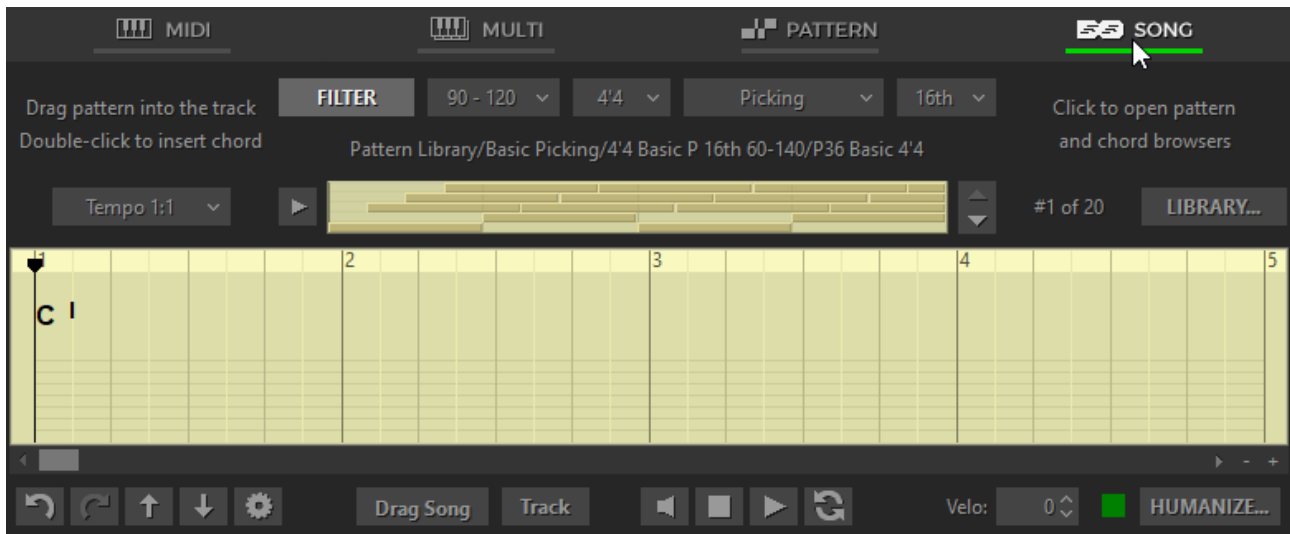 MIDI MULTI PATTERN SONG
Drag pattern into the track
Double-click to insert chord
FILTER 90 - 120 4'4 Picking 16th
Click to open pattern
and chord browsers
Pattern Library/Basic Picking/4'4 Basic P 16th 60-140/P36 Basic 4'4
Tempo 1:1 #1 of 20 LIBRARY...
1 2 3 4 5
C I
- +
Drag Song Track Velo: 0 HUMANIZE...